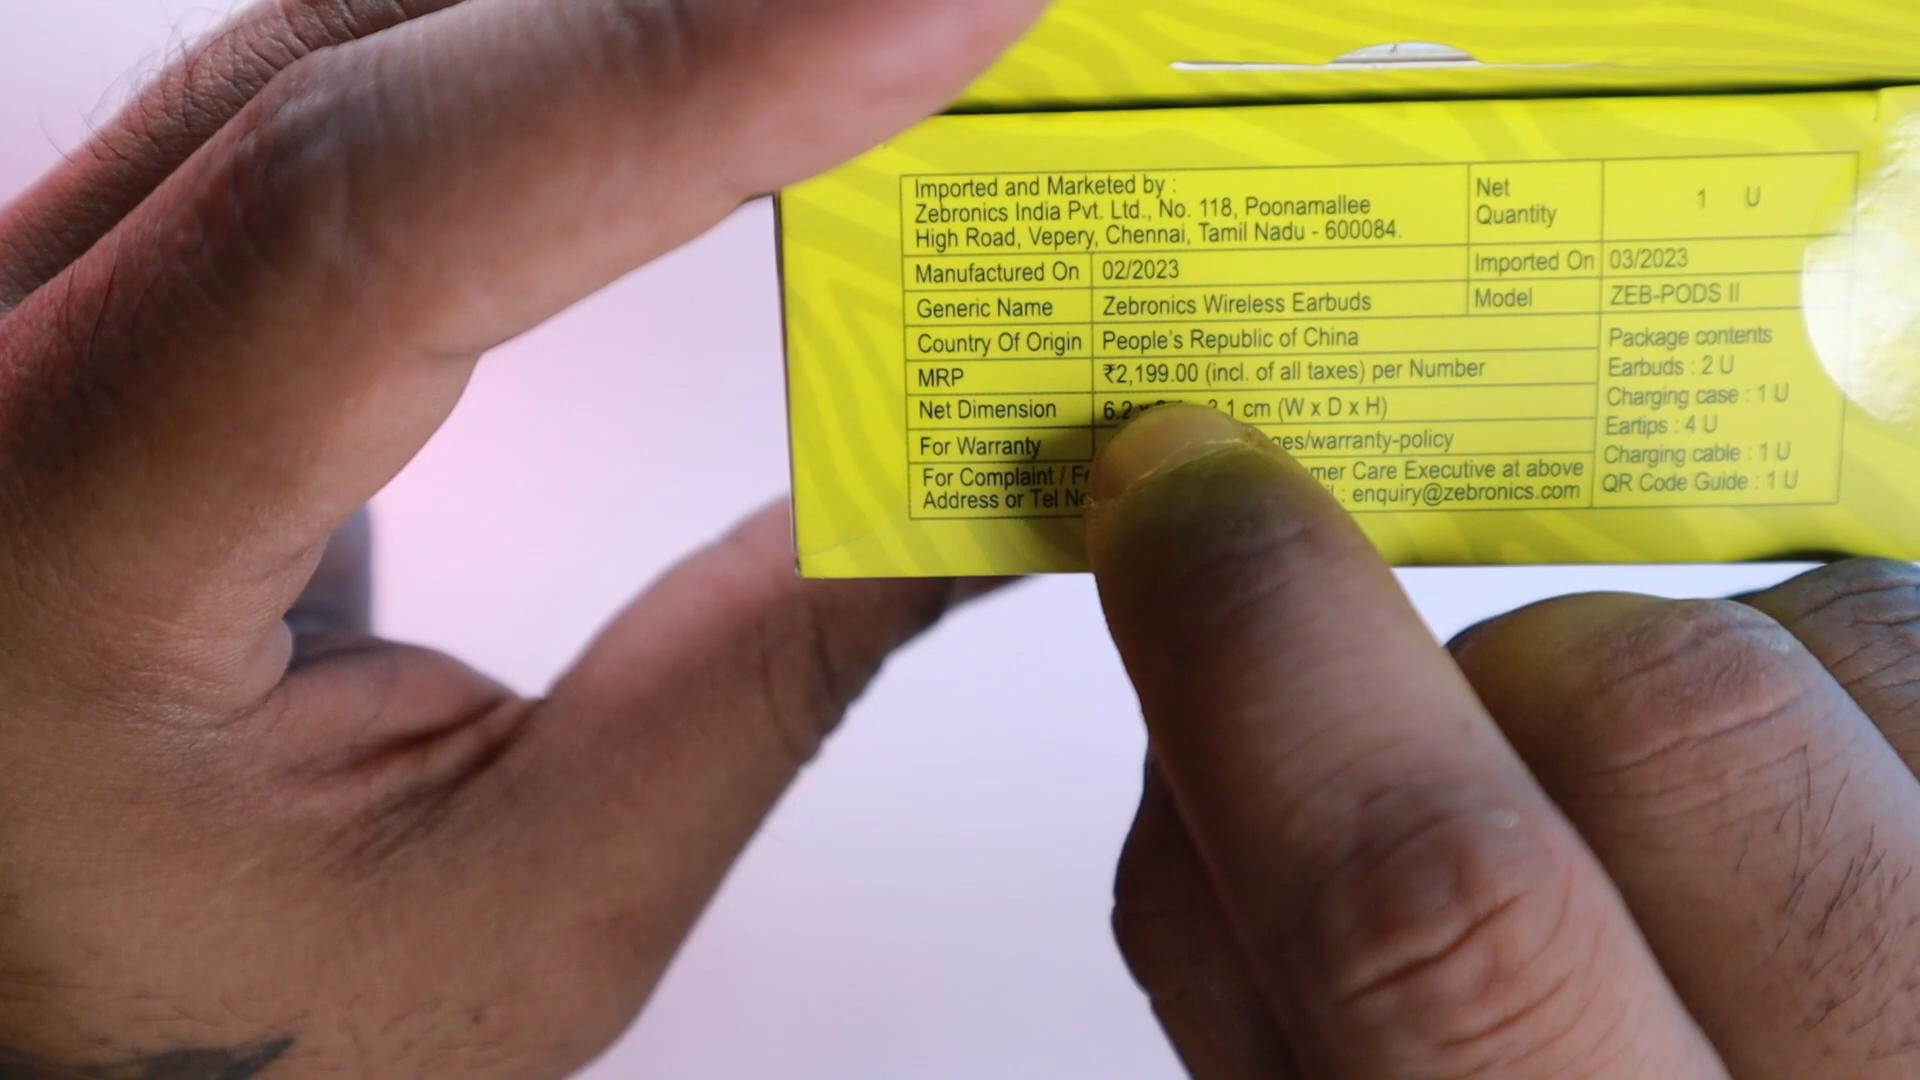 Imported and Marketed by :
Zebronics India Pvt. Ltd., No. 118, Poonamallee
High Road, Vepery, Chennai, Tamil Nadu - 600084.
Net
Quantity
1 U
Manufactured On 02/2023
Imported On 03/2023
Generic Name Zebronics Wireless Earbuds
Model ZEB-PODS II
Country Of Origin People's Republic of China
MRP ₹2,199.00 (incl. of all taxes) per Number
Net Dimension 6.2 cm (W x D x H)
For Warranty /warranty-policy
For Complaint /
Care Executive at above
Address or Tel : enquiry@zebronics.com
Package contents
Earbuds : 2 U
Charging case : 1 U
Eartips : 4 U
Charging cable : 1 U
QR Code Guide : 1 U